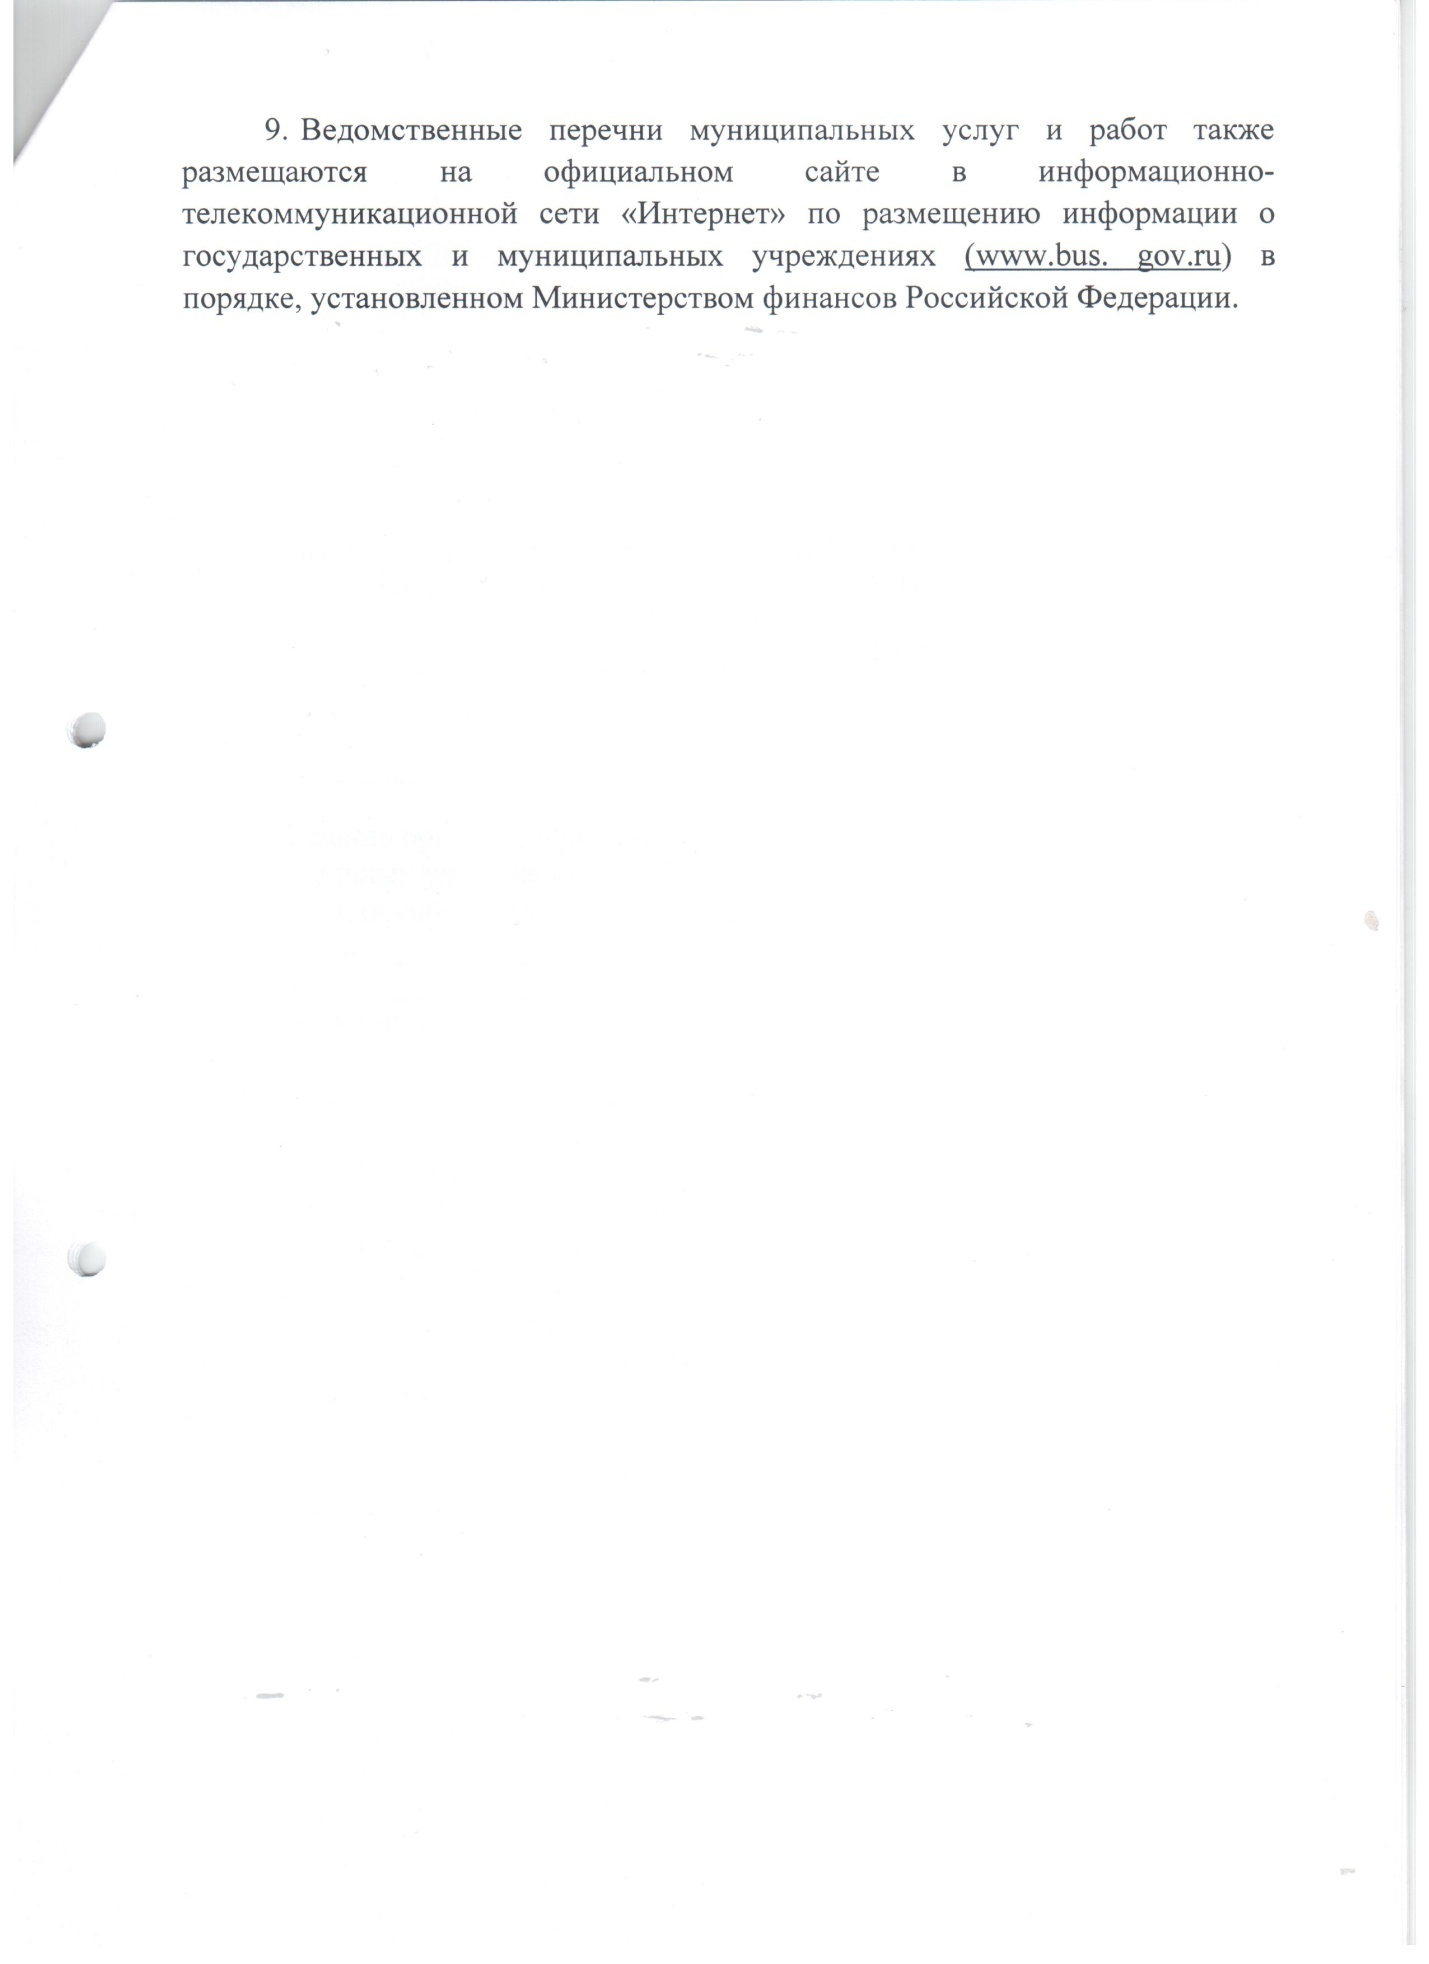 9. Ведомственные перечни муниципальных услуг и работ также
размещаются на официальном сайте в информационно-
телекоммуникационной сети «Интернет» по размещению информации о
государственных и муниципальных учреждениях (www.bus. gov.ru) в
порядке, установленном Министерством финансов Российской Федерации.